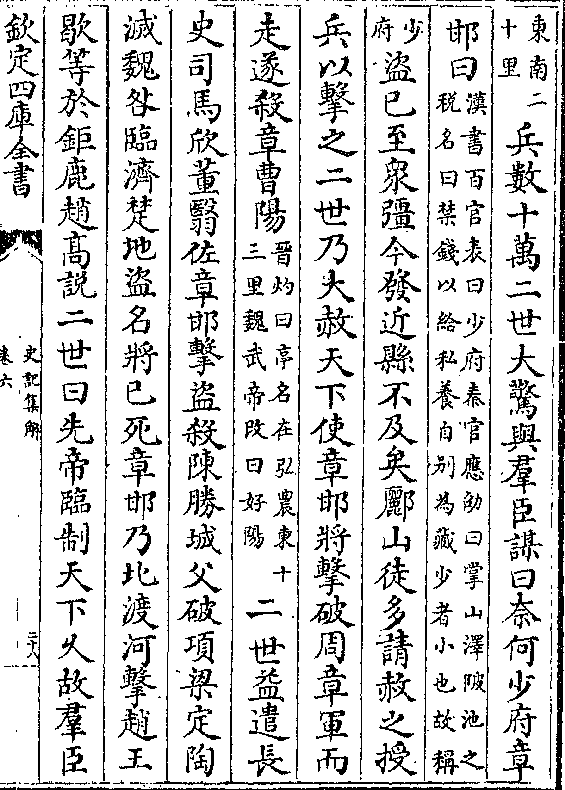 東南二十里兵數十萬二世大驚與羣臣謀曰奈何少府章
邯曰漢書百官表曰少府秦官應劭曰掌山澤陂池之税名曰禁錢以給私養自别為藏少者小也故稱
少府盜已至衆彊今發近縣不及矣酈山徒多請赦之授
兵以擊之二世乃大赦天下使章邯將擊破周章軍而
走遂殺章曹陽晉灼曰亭名在弘農東十三里魏武帝改曰好陽二世益遣長
史司馬欣董翳佐章邯擊盜殺陳勝城父破項梁定陶
滅魏咎臨濟楚地盜名將已死章邯乃北渡河擊趙王
歇等於鉅鹿趙高説二世曰先帝臨制天下久故羣臣
欽定四庫全書
史記集解
卷六
二十八